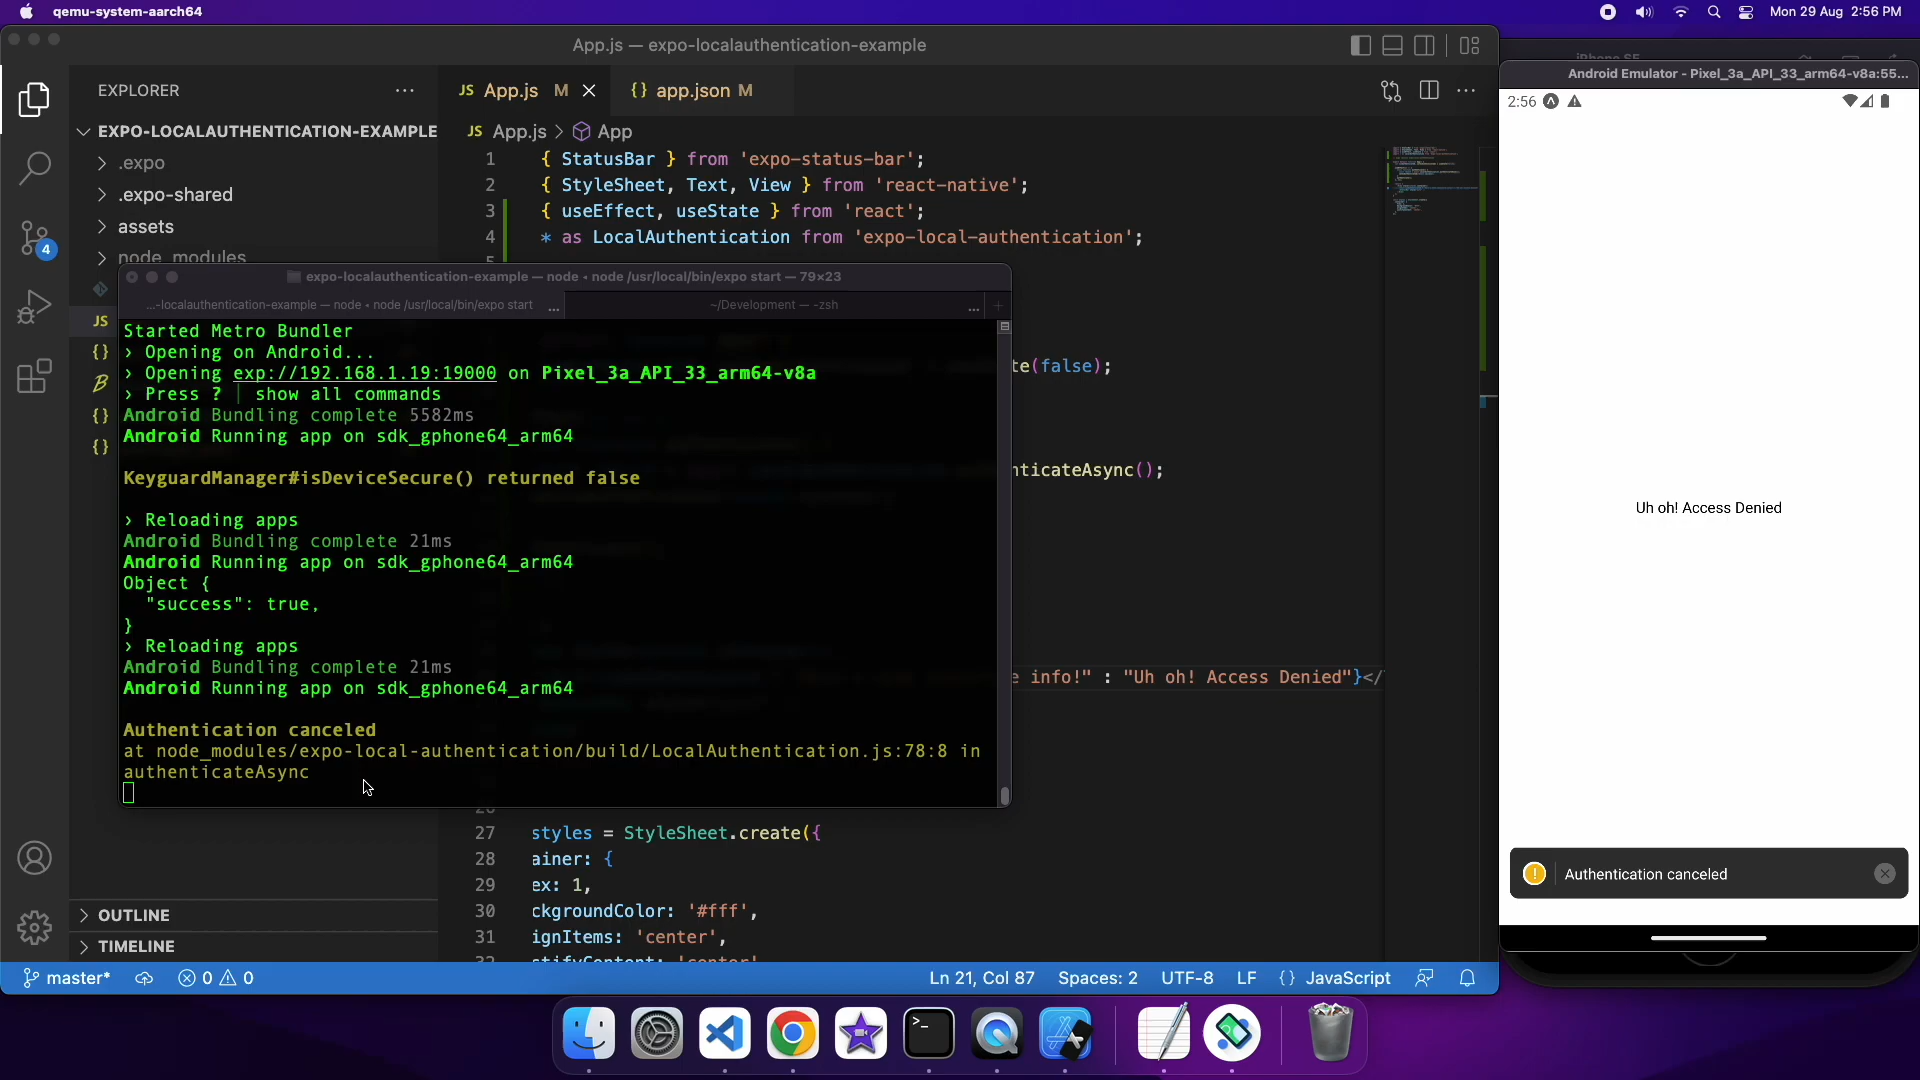 qemu-system-aarch64
Mon 29 Aug 2:56 PM
App.js — expo-localauthentication-example
EXPLORER
JS App.js M
{} app.json M
EXPO-LOCALAUTHENTICATION-EXAMPLE
.expo
.expo-shared
assets
node_modules
JS
{}
{}
{}
4
JS App.js > App
1 { StatusBar } from 'expo-status-bar';
2 { StyleSheet, Text, View } from 'react-native';
3 { useEffect, useState } from 'react';
4 * as LocalAuthentication from 'expo-local-authentication';
5
te(false);
nticateAsync();
e info!" : "Uh oh! Access Denied"}</
expo-localauthentication-example — node ◂ node /usr/local/bin/expo start — 79×23
...-localauthentication-example — node ◂ node /usr/local/bin/expo start ...
~/Development — -zsh ...
Started Metro Bundler
› Opening on Android...
› Opening exp://192.168.1.19:19000 on Pixel_3a_API_33_arm64-v8a
› Press ? │ show all commands
Android Bundling complete 5582ms
Android Running app on sdk_gphone64_arm64
KeyguardManager#isDeviceSecure() returned false
› Reloading apps
Android Bundling complete 21ms
Android Running app on sdk_gphone64_arm64
Object {
"success": true,
}
› Reloading apps
Android Bundling complete 21ms
Android Running app on sdk_gphone64_arm64
Authentication canceled
at node_modules/expo-local-authentication/build/LocalAuthentication.js:78:8 in
authenticateAsync
27 styles = StyleSheet.create({
28 ainer: {
29 ex: 1,
30 ckgroundColor: '#fff',
31 ignItems: 'center',
32 stifyContent: 'center'
OUTLINE
TIMELINE
master*
0 0
Ln 21, Col 87
Spaces: 2
UTF-8
LF
{} JavaScript
iPhone SE
Android Emulator - Pixel_3a_API_33_arm64-v8a:55...
2:56
Uh oh! Access Denied
Authentication canceled